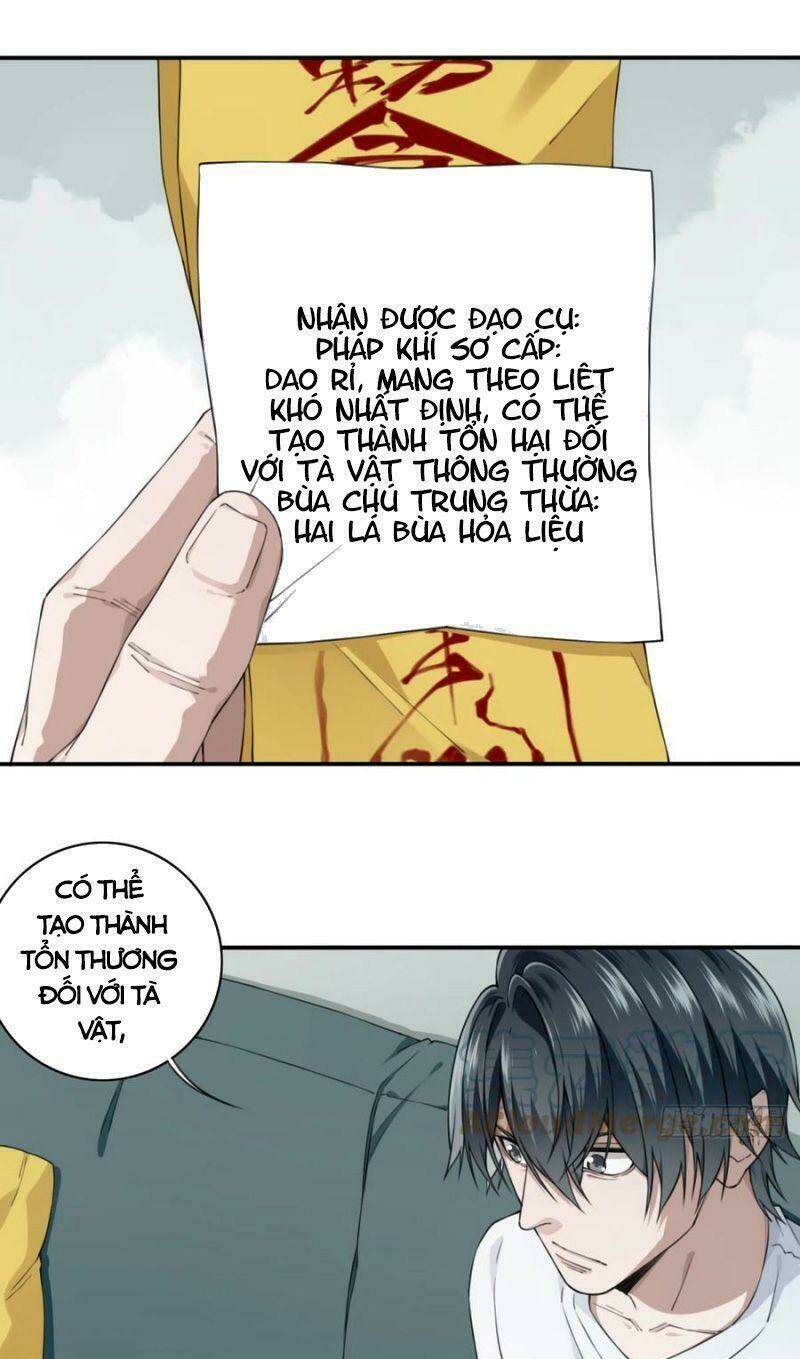 NHẬN ĐƯỢC ĐẠO CỤ:
PHÁP KHÍ SƠ CẤP:
DAO RỈ, MANG THEO LIỆT
KHÓ NHẤT ĐỊNH, CÓ THỂ
TẠO THÀNH TỔN HẠI ĐỐI
VỚI TÀ VẬT THÔNG THƯỜNG
BÙA CHÚ TRUNG THỪA:
HAI LÁ BÙA HỎA LIỆU
CÓ THỂ
TẠO THÀNH
TỔN THƯƠNG
ĐỐI VỚI TÀ
VẬT,